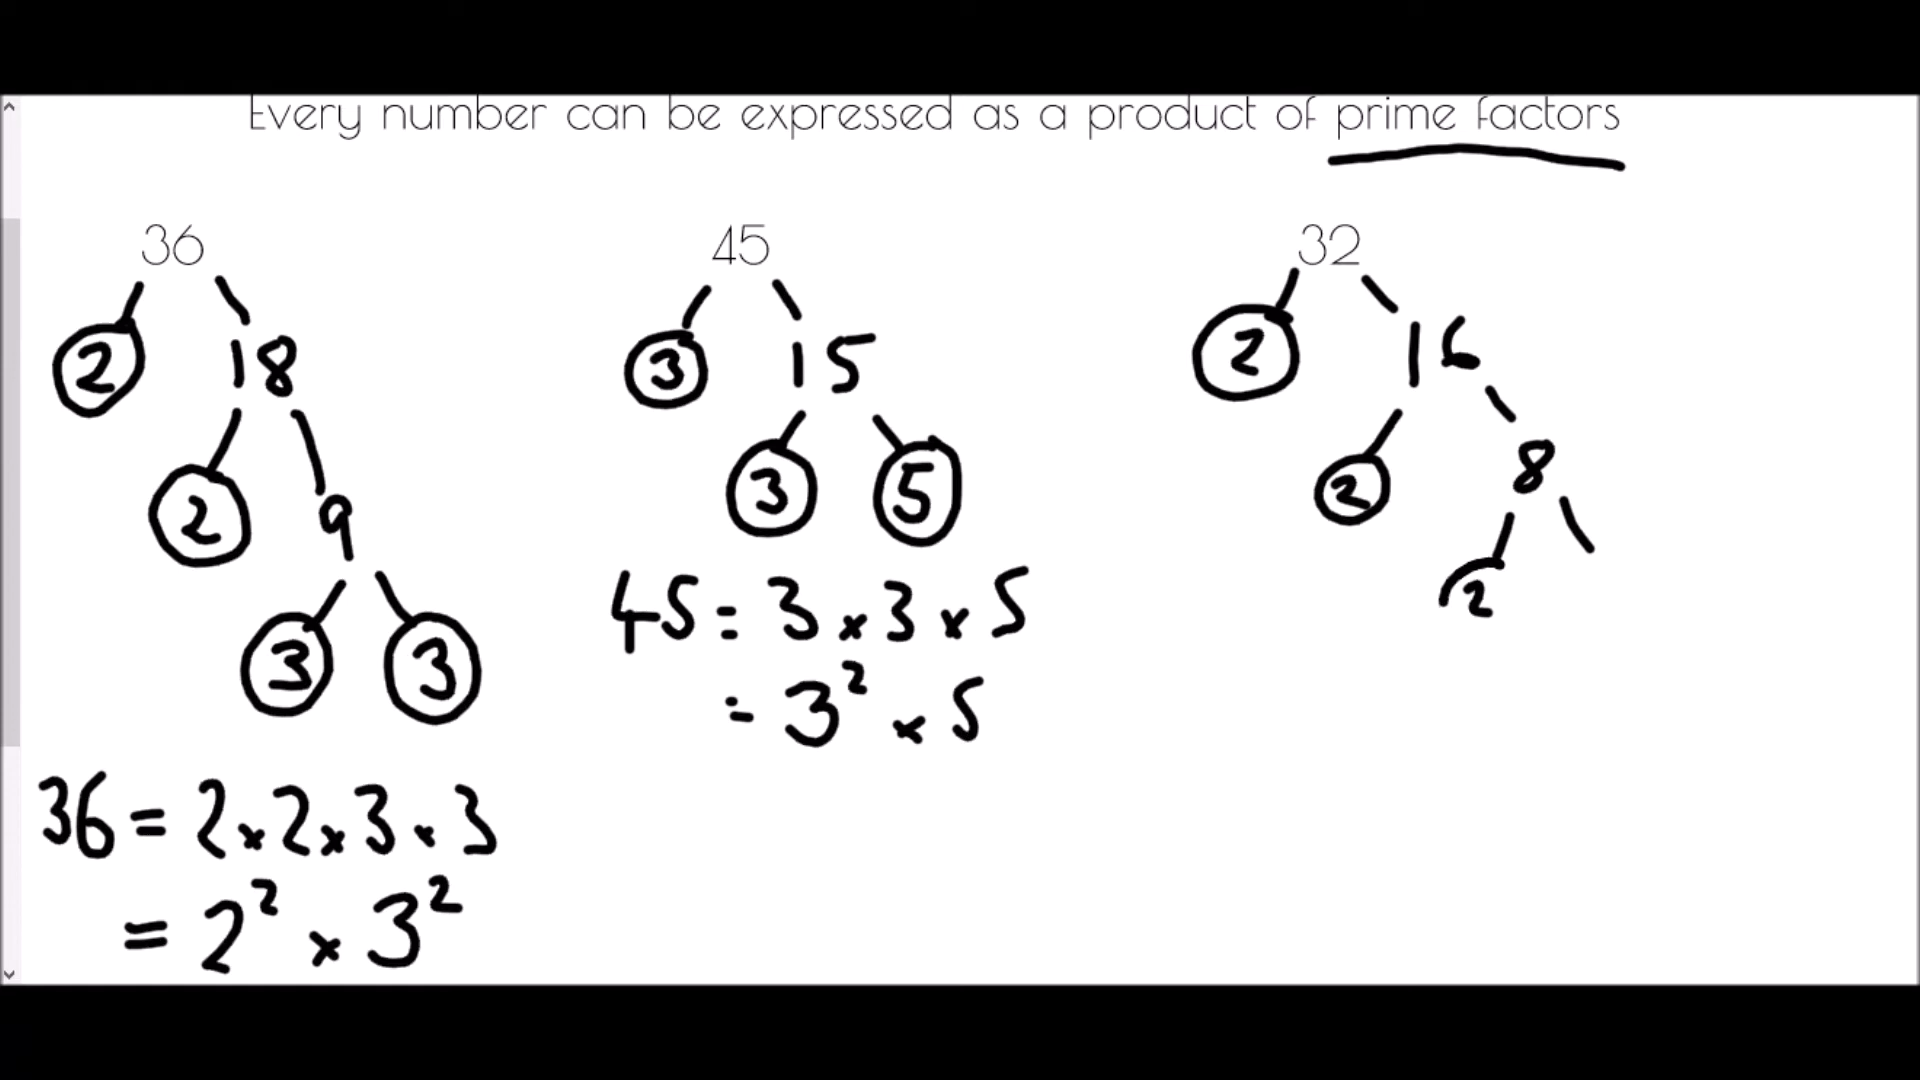 Every number can be expressed as a product of prime factors
36
2 18
2 9
3 3
36 = 2 × 2 × 3 × 3
= 2² × 3²
45
3 15
3 5
45 = 3 × 3 × 5
= 3² × 5
32
2 16
2 8
2